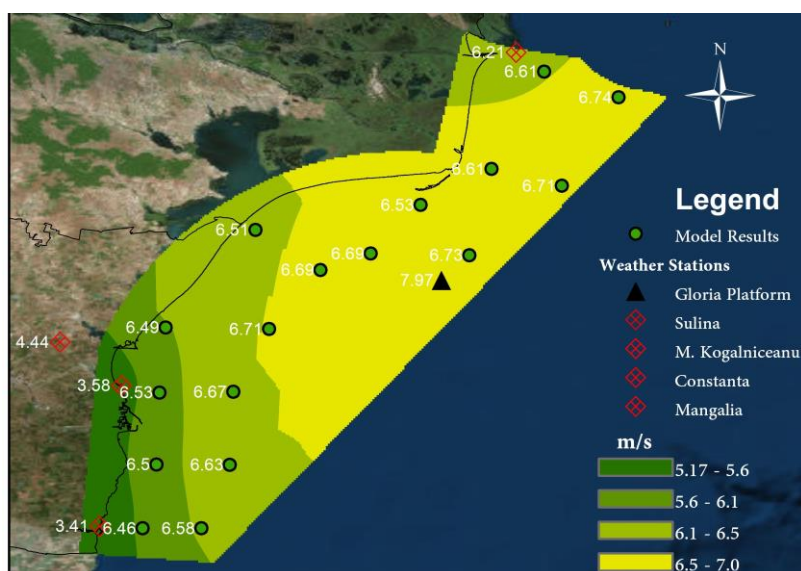 N
6.21
6.61
6.74
6.61
6.71
6.53
6.51
6.69
6.73
6.69
7.97
6.49
6.71
4.44
3.58
6.53
6.67
6.5
6.63
3.41
6.46
6.58
Legend
Model Results
Weather Stations
Gloria Platform
Sulina
M. Kogalniceanu
Constanta
Mangalia
m/s
5.17 - 5.6
5.6 - 6.1
6.1 - 6.5
6.5 - 7.0